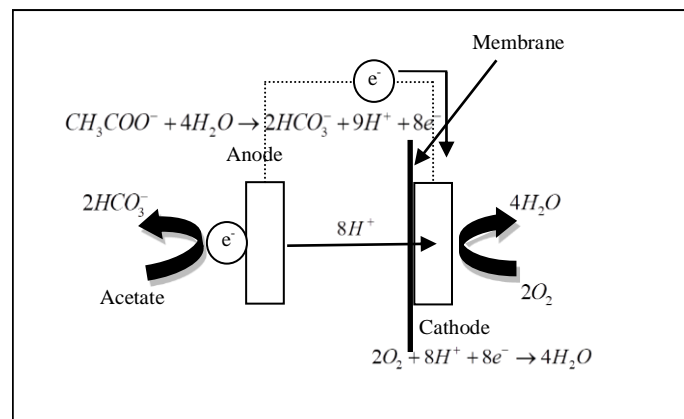 Membrane
e⁻
CH₃COO⁻ + 4H₂O → 2HCO₃⁻ + 9H⁺ + 8e⁻
Anode
2HCO₃⁻
4H₂O
8H⁺
e⁻
Acetate
2O₂
Cathode
2O₂ + 8H⁺ + 8e⁻ → 4H₂O